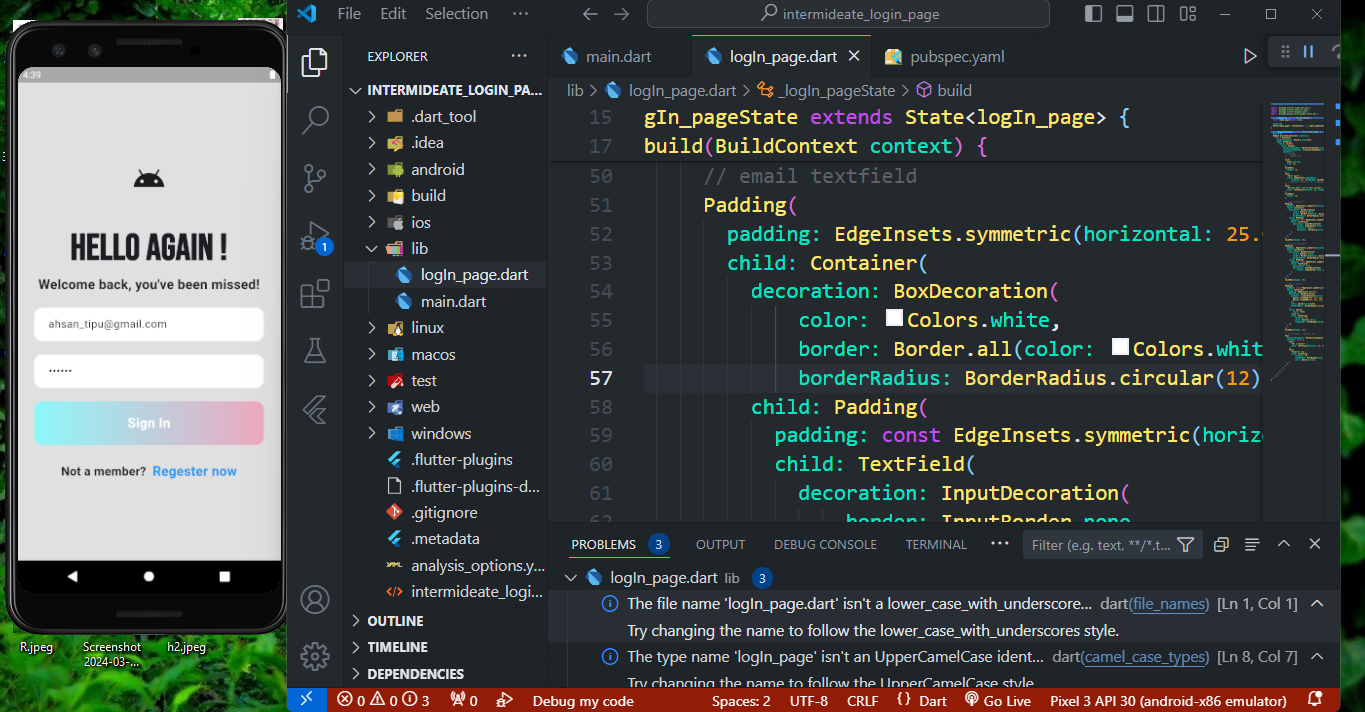 4:39
HELLO AGAIN !
Welcome back, you've been missed!
ahsan_tipu@gmail.com
••••••
Sign In
Not a member? Regester now
R.jpeg
Screenshot
2024-03-...
h2.jpeg
File Edit Selection ···
intermideate_login_page
EXPLORER ···
INTERMIDEATE_LOGIN_PA...
.dart_tool
.idea
android
build
ios
lib
logIn_page.dart
main.dart
linux
macos
test
web
windows
.flutter-plugins
.flutter-plugins-d...
.gitignore
.metadata
analysis_options.y...
intermideate_logi...
OUTLINE
TIMELINE
DEPENDENCIES
1
main.dart
logIn_page.dart
pubspec.yaml
lib > logIn_page.dart > _logIn_pageState > build
15 gIn_pageState extends State<logIn_page> {
17 build(BuildContext context) {
50 // email textfield
51 Padding(
52 padding: EdgeInsets.symmetric(horizontal: 25.
53 child: Container(
54 decoration: BoxDecoration(
55 color: Colors.white,
56 border: Border.all(color: Colors.whit
57 borderRadius: BorderRadius.circular(12)
58 child: Padding(
59 padding: const EdgeInsets.symmetric(horiz
60 child: TextField(
61 decoration: InputDecoration(
62 border: InputBorder.none
PROBLEMS 3 OUTPUT DEBUG CONSOLE TERMINAL ··· Filter (e.g. text, **/*.t...
logIn_page.dart lib 3
The file name 'logIn_page.dart' isn't a lower_case_with_underscore... dart(file_names) [Ln 1, Col 1]
Try changing the name to follow the lower_case_with_underscores style.
The type name 'logIn_page' isn't an UpperCamelCase ident... dart(camel_case_types) [Ln 8, Col 7]
Try changing the name to follow the UpperCamelCase style.
0 0 3 0 Debug my code Spaces: 2 UTF-8 CRLF {} Dart Go Live Pixel 3 API 30 (android-x86 emulator)